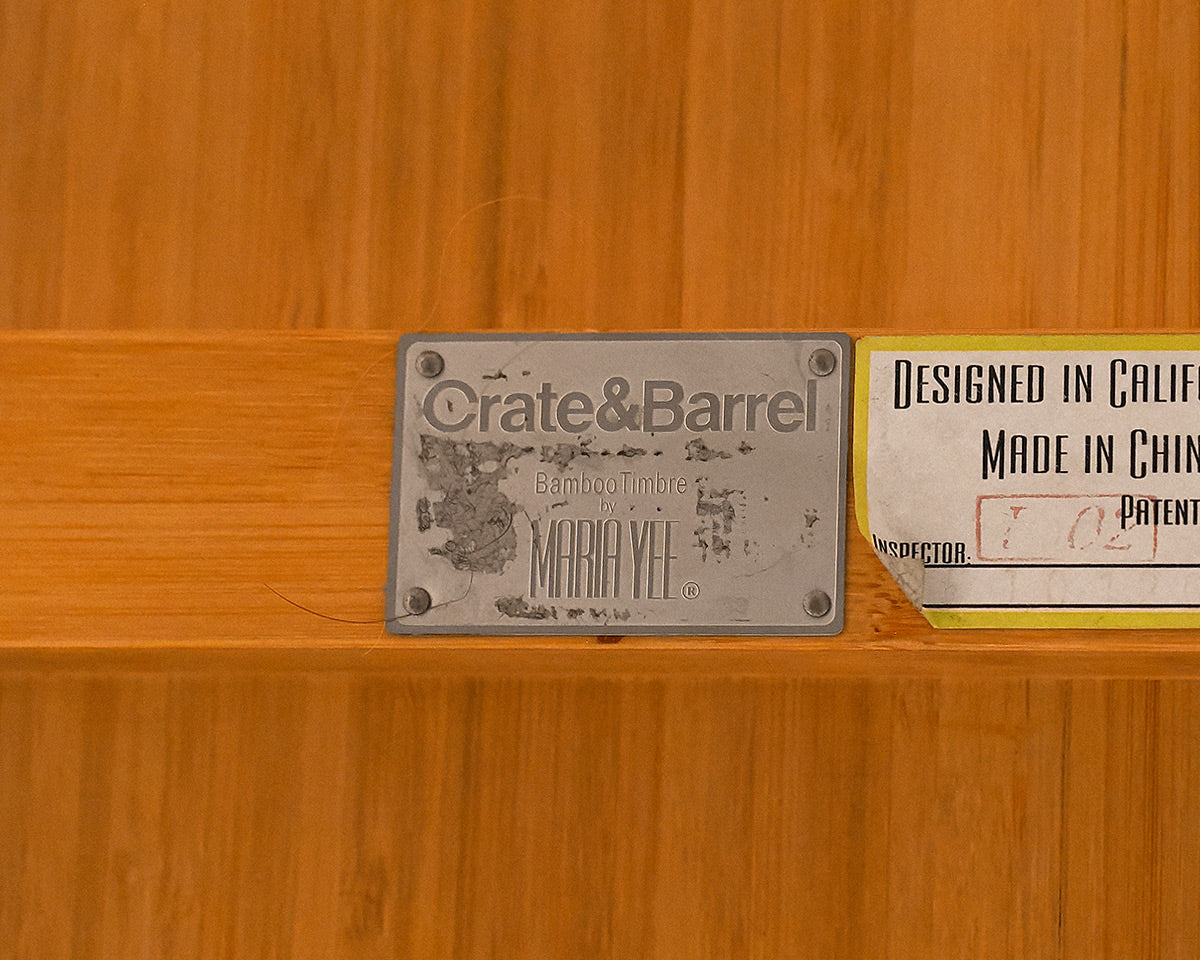 Crate&Barrel
BambooTimbre
by
MARIA YEE®
DESIGNED IN CALIF
MADE IN CHIN
PATENT
INSPECTOR: